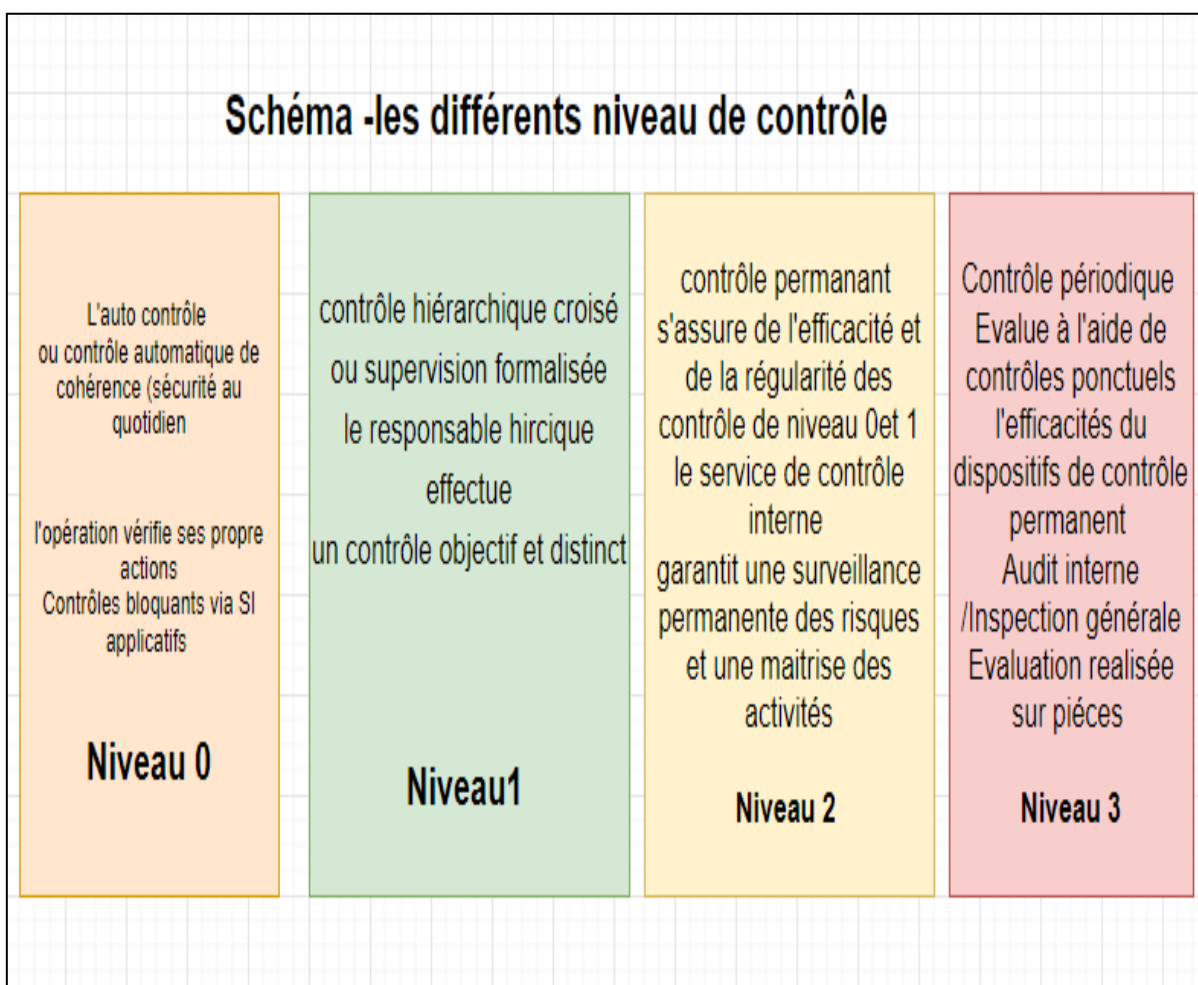 Schéma -les différents niveau de contrôle
L'auto contrôle
ou contrôle automatique de
cohérence (sécurité au
quotidien
l'opération vérifie ses propre
actions
Contrôles bloquants via SI
applicatifs
Niveau 0
contrôle hiérarchique croisé
ou supervision formalisée
le responsable hircique
effectue
un contrôle objectif et distinct
Niveau1
contrôle permanant
s'assure de l'efficacité et
de la régularité des
contrôle de niveau 0et 1
le service de contrôle
interne
garantit une surveillance
permanente des risques
et une maitrise des
activités
Niveau 2
Contrôle périodique
Evalue à l'aide de
contrôles ponctuels
l'efficacités du
dispositifs de contrôle
permanent
Audit interne
/Inspection générale
Evaluation realisée
sur piéces
Niveau 3